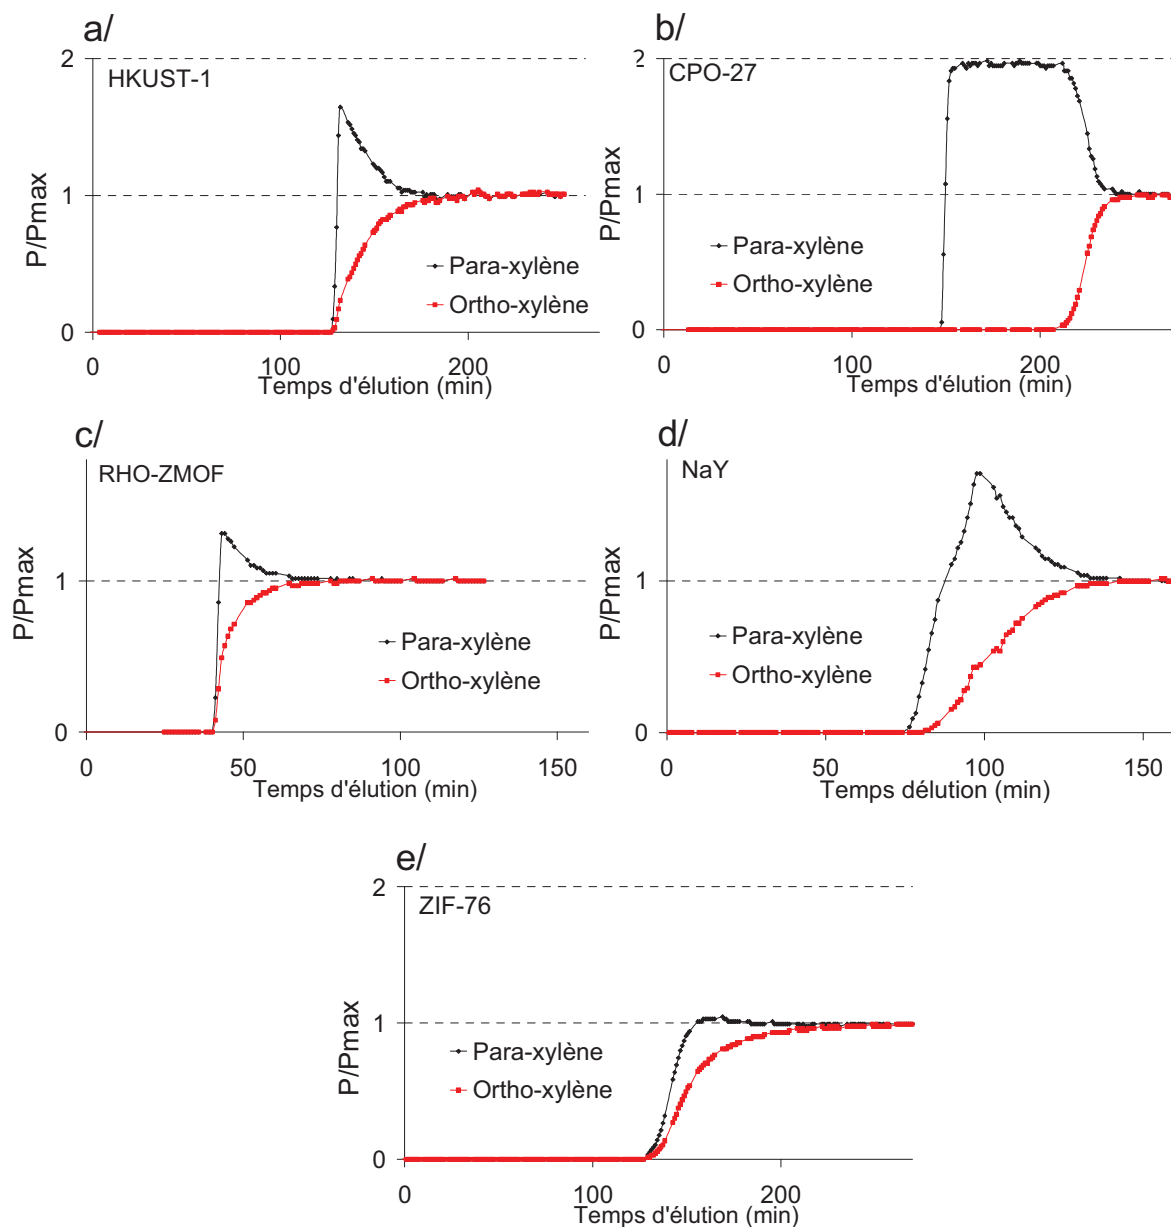 a/
HKUST-1
2
1
0
P/Pmax
Para-xylène
Ortho-xylène
0 100 200
Temps d'élution (min)
b/
CPO-27
2
1
0
P/Pmax
Para-xylène
Ortho-xylène
0 100 200
Temps d'élution (min)
c/
RHO-ZMOF
1
0
P/Pmax
Para-xylène
Ortho-xylène
0 50 100 150
Temps d'élution (min)
d/
NaY
1
0
P/Pmax
Para-xylène
Ortho-xylène
0 50 100 150
Temps délution (min)
e/
ZIF-76
2
1
0
P/Pmax
Para-xylène
Ortho-xylène
0 100 200
Temps d'élution (min)